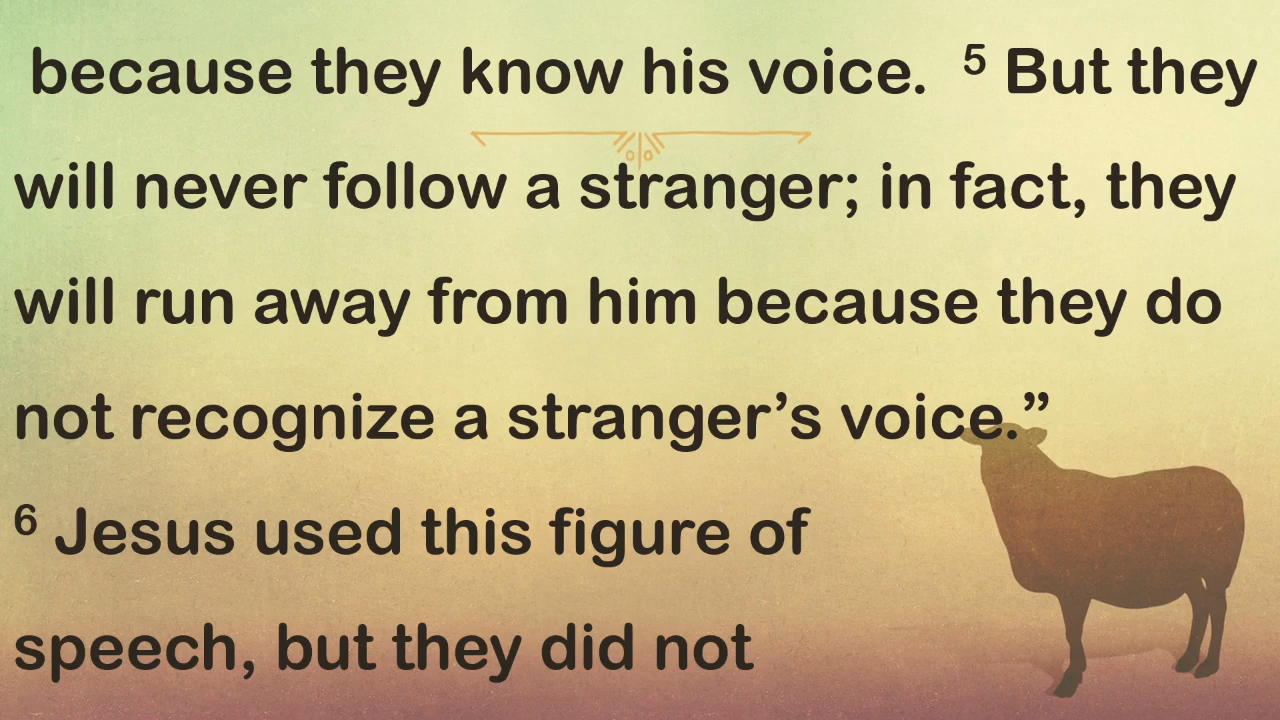 because they know his voice. ⁵ But they
will never follow a stranger; in fact, they
will run away from him because they do
not recognize a stranger’s voice.”
⁶ Jesus used this figure of
speech, but they did not